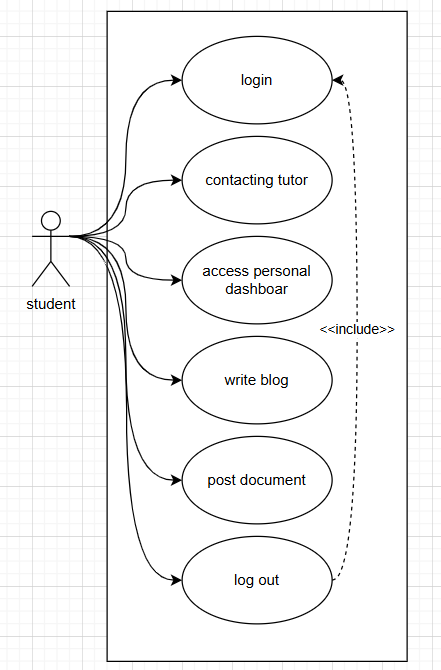 login
contacting tutor
access personal
dashboar
<<include>>
student
write blog
post document
log out